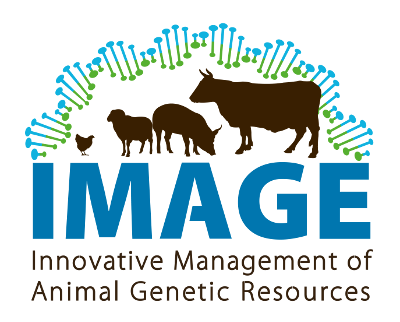 IMAGE
Innovative Management of
Animal Genetic Resources